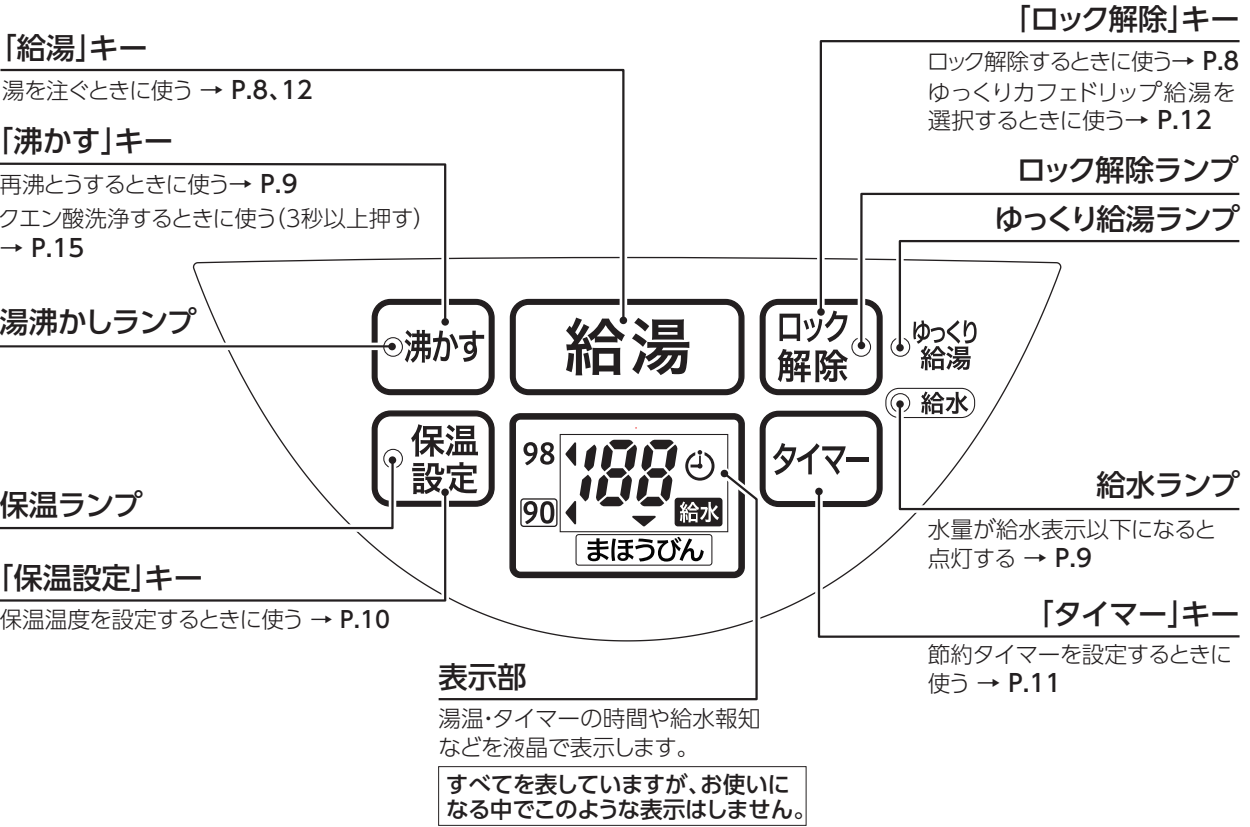 「給湯」キー
湯を注ぐときに使う → P.8、12
「沸かす」キー
再沸とうするときに使う→ P.9
クエン酸洗浄するときに使う(3秒以上押す)
→ P.15
湯沸かしランプ
保温ランプ
「保温設定」キー
保温温度を設定するときに使う → P.10
「ロック解除」キー
ロック解除するときに使う→ P.8
ゆっくりカフェドリップ給湯を
選択するときに使う→ P.12
ロック解除ランプ
ゆっくり給湯ランプ
沸かす
給湯
ロック
解除
ゆっくり
給湯
給水
保温
設定
98
188
90
給水
まほうびん
タイマー
給水ランプ
水量が給水表示以下になると
点灯する → P.9
「タイマー」キー
節約タイマーを設定するときに
使う → P.11
表示部
湯温・タイマーの時間や給水報知
などを液晶で表示します。
すべてを表していますが、お使いに
なる中でこのような表示はしません。